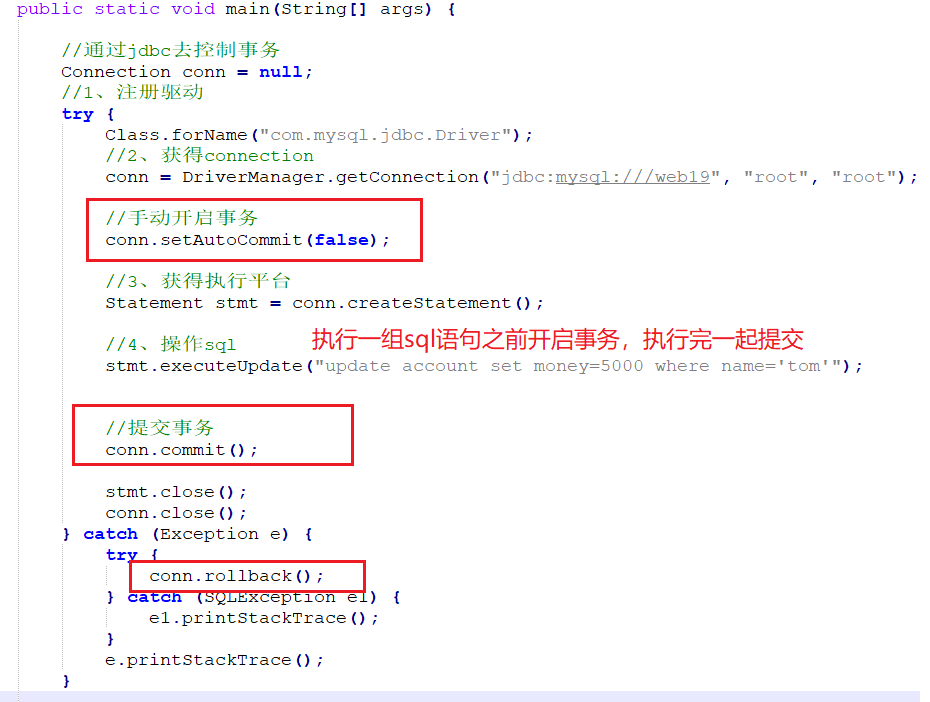 public static void main(String[] args) {
//通过jdbc去控制事务
Connection conn = null;
//1、注册驱动
try {
Class.forName("com.mysql.jdbc.Driver");
//2、获得connection
conn = DriverManager.getConnection("jdbc:mysql:///web19", "root", "root");
//手动开启事务
conn.setAutoCommit(false);
//3、获得执行平台
Statement stmt = conn.createStatement();
执行一组sql语句之前开启事务，执行完一起提交
//4、操作sql
stmt.executeUpdate("update account set money=5000 where name='tom'");
//提交事务
conn.commit();
stmt.close();
conn.close();
} catch (Exception e) {
try {
conn.rollback();
} catch (SQLException e1) {
e1.printStackTrace();
}
e.printStackTrace();
}